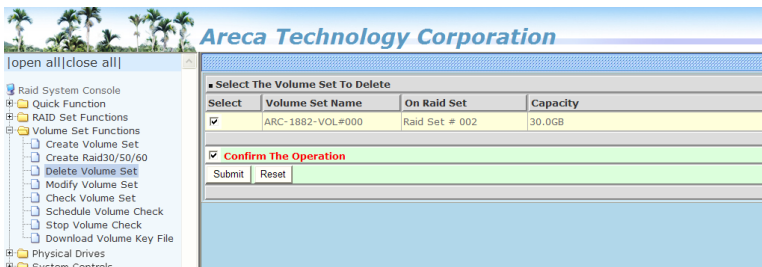 Areca Technology Corporation
|open all|close all|
Raid System Console
Quick Function
RAID Set Functions
Volume Set Functions
Create Volume Set
Create Raid30/50/60
Delete Volume Set
Modify Volume Set
Check Volume Set
Schedule Volume Check
Stop Volume Check
Download Volume Key File
Physical Drives
System Controls
Select The Volume Set To Delete
Select Volume Set Name On Raid Set Capacity
ARC-1882-VOL#000 Raid Set # 002 30.0GB
Confirm The Operation
Submit Reset